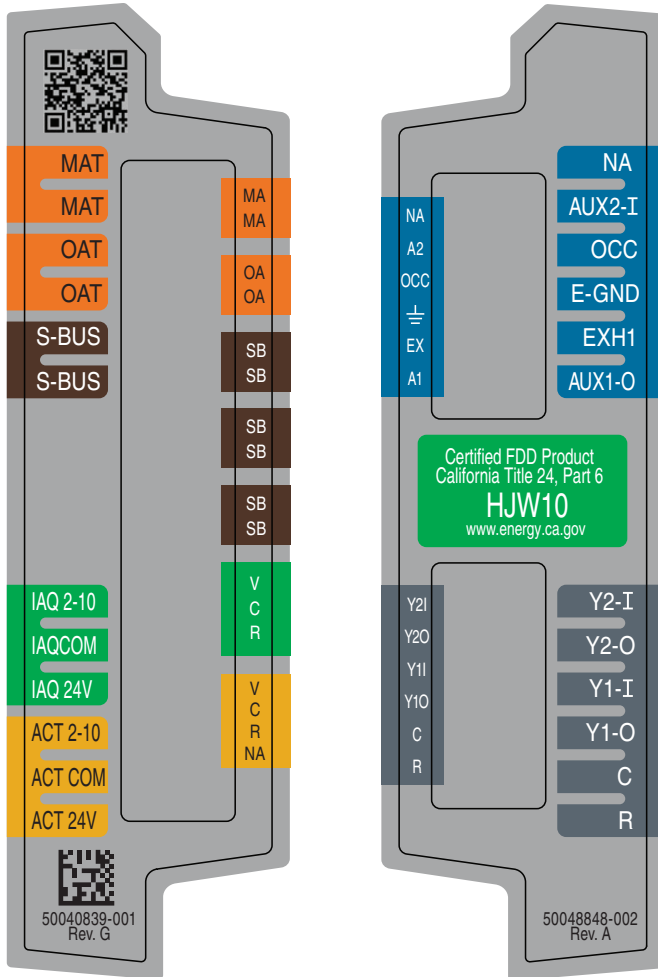 MAT
MAT
OAT
OAT
S-BUS
S-BUS
IAQ 2-10
IAQCOM
IAQ 24V
ACT 2-10
ACT COM
ACT 24V
50040839-001
Rev. G
MA
MA
OA
OA
SB
SB
SB
SB
SB
SB
V
C
R
V
C
R
NA
NA
A2
OCC
EX
A1
NA
AUX2-I
OCC
E-GND
EXH1
AUX1-O
Certified FDD Product
California Title 24, Part 6
HJW10
www.energy.ca.gov
Y2I
Y2O
Y1I
Y1O
C
R
Y2-I
Y2-O
Y1-I
Y1-O
C
R
50048848-002
Rev. A